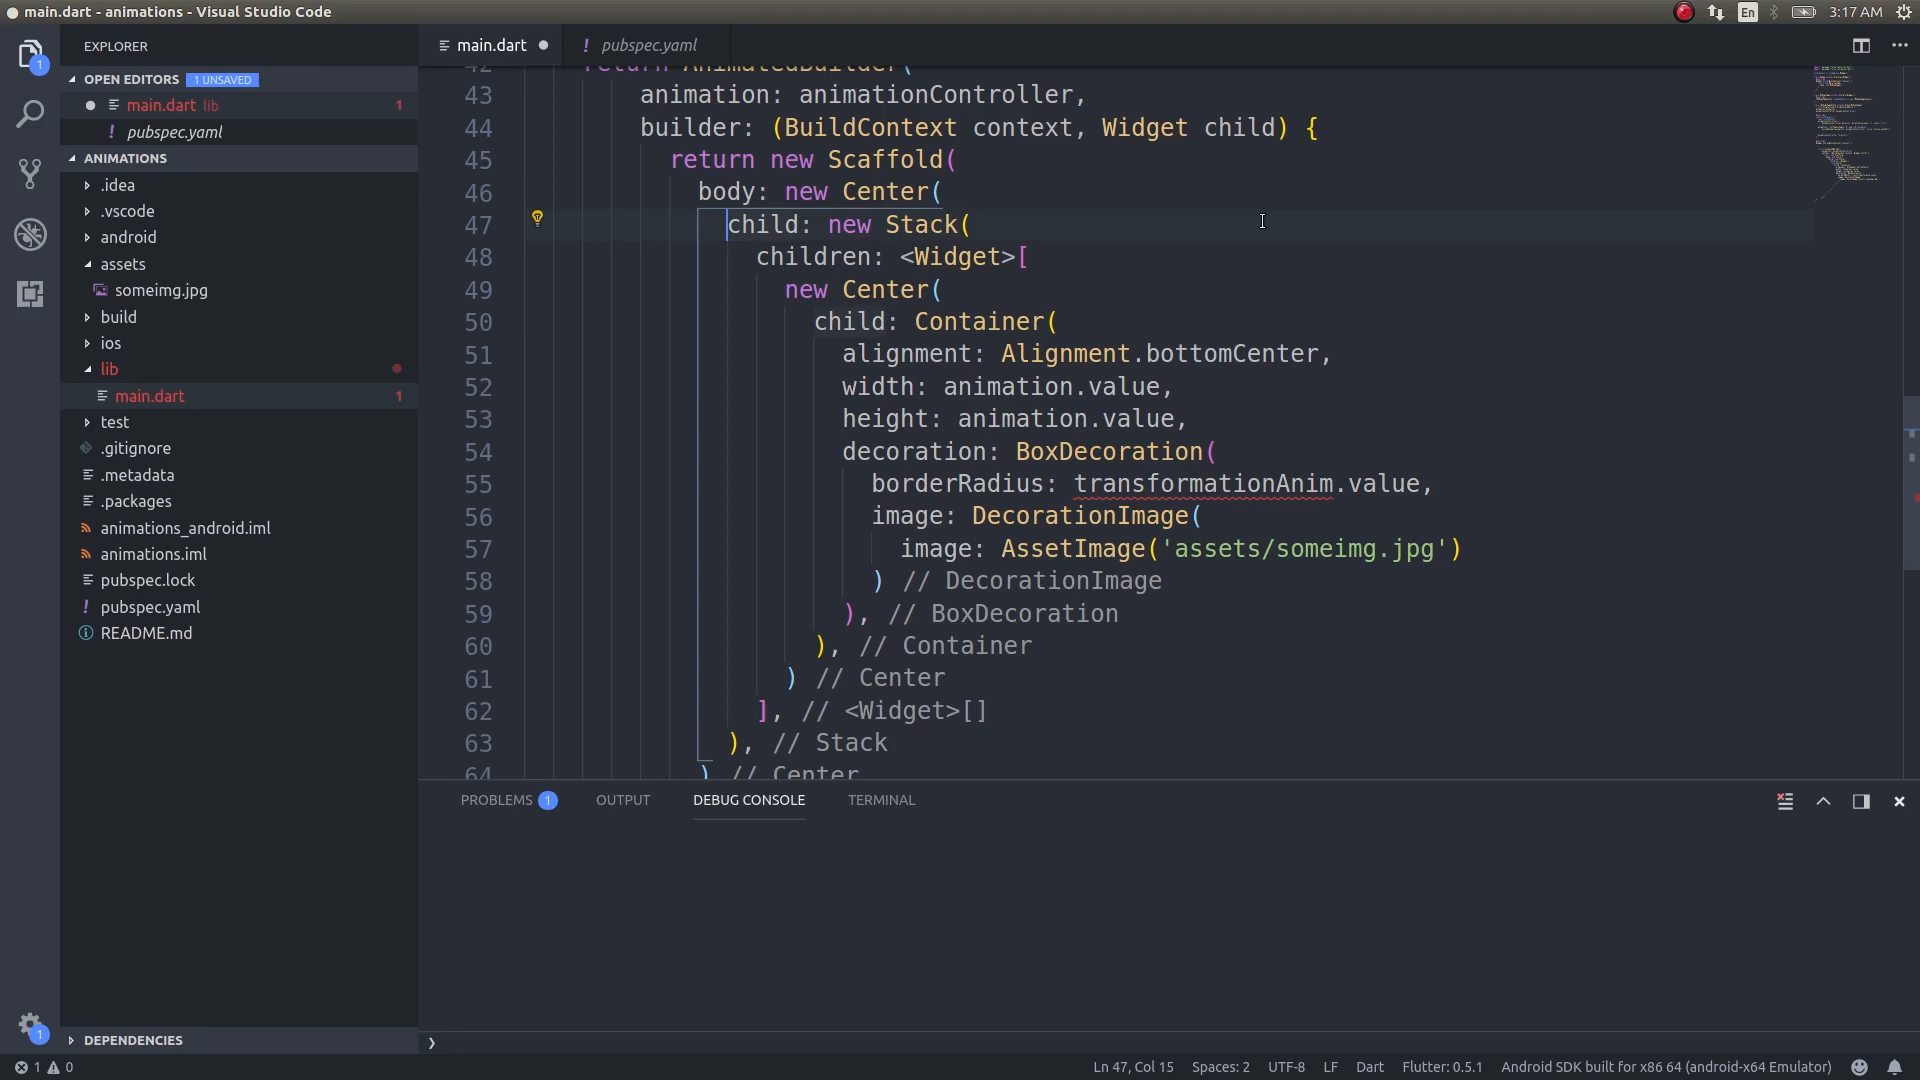 main.dart - animations - Visual Studio Code
En
3:17 AM
1
EXPLORER
OPEN EDITORS 1 UNSAVED
main.dart lib 1
! pubspec.yaml
ANIMATIONS
.idea
.vscode
android
assets
someimg.jpg
build
ios
lib
main.dart 1
test
.gitignore
.metadata
.packages
animations_android.iml
animations.iml
pubspec.lock
! pubspec.yaml
README.md
DEPENDENCIES
1
main.dart
! pubspec.yaml
42 return AnimatedBuilder(
43 animation: animationController,
44 builder: (BuildContext context, Widget child) {
45 return new Scaffold(
46 body: new Center(
47 child: new Stack(
48 children: <Widget>[
49 new Center(
50 child: Container(
51 alignment: Alignment.bottomCenter,
52 width: animation.value,
53 height: animation.value,
54 decoration: BoxDecoration(
55 borderRadius: transformationAnim.value,
56 image: DecorationImage(
57 image: AssetImage('assets/someimg.jpg')
58 ) // DecorationImage
59 ), // BoxDecoration
60 ), // Container
61 ) // Center
62 ], // <Widget>[]
63 ), // Stack
64 ) // Center
PROBLEMS 1 OUTPUT DEBUG CONSOLE TERMINAL
1 0
Ln 47, Col 15 Spaces: 2 UTF-8 LF Dart Flutter: 0.5.1 Android SDK built for x86 64 (android-x64 Emulator)